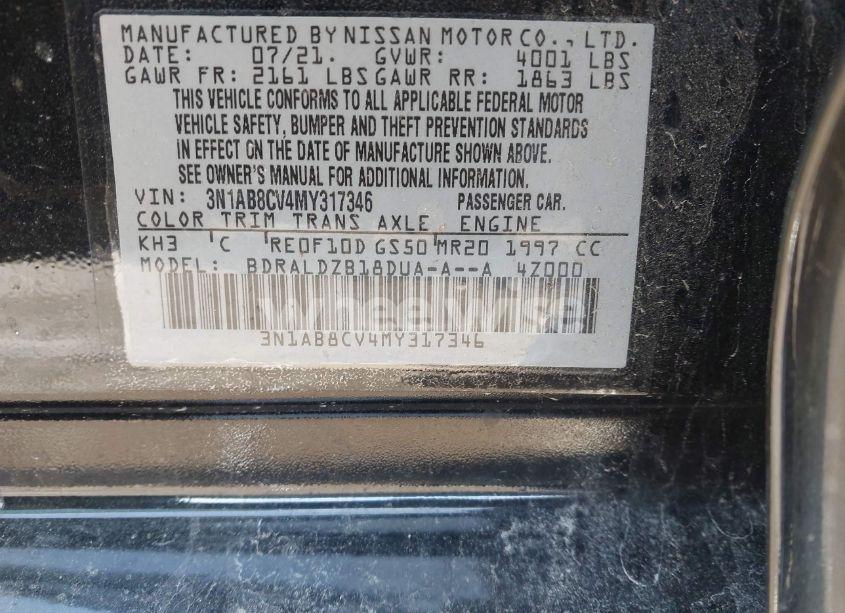 MANUFACTURED BY NISSAN MOTOR CO., LTD.
DATE: 07/21. GVWR: 4001 LBS
GAWR FR: 2161 LBS GAWR RR: 1863 LBS
THIS VEHICLE CONFORMS TO ALL APPLICABLE FEDERAL MOTOR
VEHICLE SAFETY, BUMPER AND THEFT PREVENTION STANDARDS
IN EFFECT ON THE DATE OF MANUFACTURE SHOWN ABOVE.
SEE OWNER'S MANUAL FOR ADDITIONAL INFORMATION.
VIN: 3N1AB8CV4MY317346 PASSENGER CAR.
COLOR TRIM TRANS AXLE ENGINE
KH3 C RE0F10D GS50 MR20 1997 CC
MODEL: BDRALDZB18DUA-A--A 4Z000
wheelwise
3N1AB8CV4MY317346